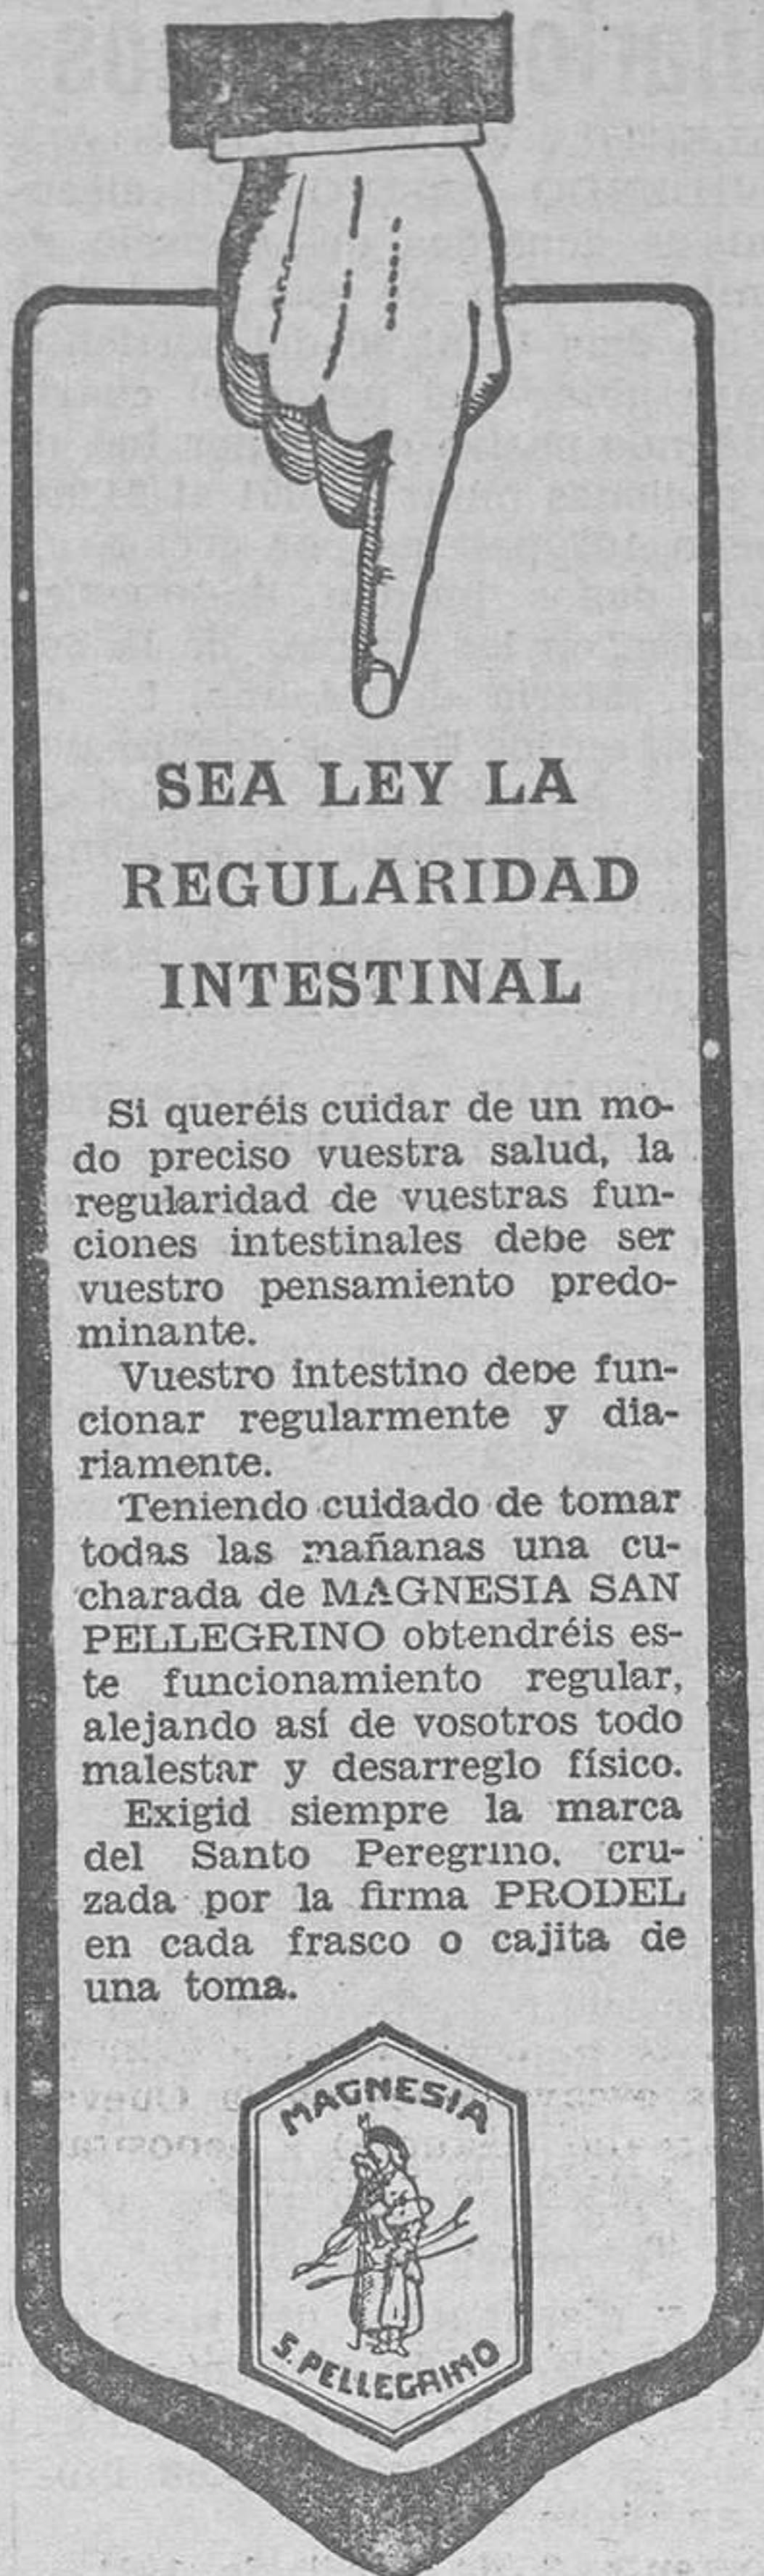 SEA LEY LA
REGULARIDAD
INTESTINAL
Si queréis cuidar de un mo-
do preciso vuestra salud, la
regularidad de vuestras fun-
ciones intestinales debe ser
vuestro pensamiento predo-
minante.
Vuestro intestino debe fun-
cionar regularmente y dia-
riamente.
Teniendo cuidado de tomar
todas las mañanas una cu-
charada de MAGNESIA SAN
PELLEGRINO obtendréis es-
te funcionamiento regular,
alejando así de vosotros todo
malestar y desarreglo físico.
Exigid siempre la marca
del Santo Peregrino, cru-
zada por la firma PRODEL
en cada frasco o cajita de
una toma.
MAGNESIA
S. PELLEGRINO